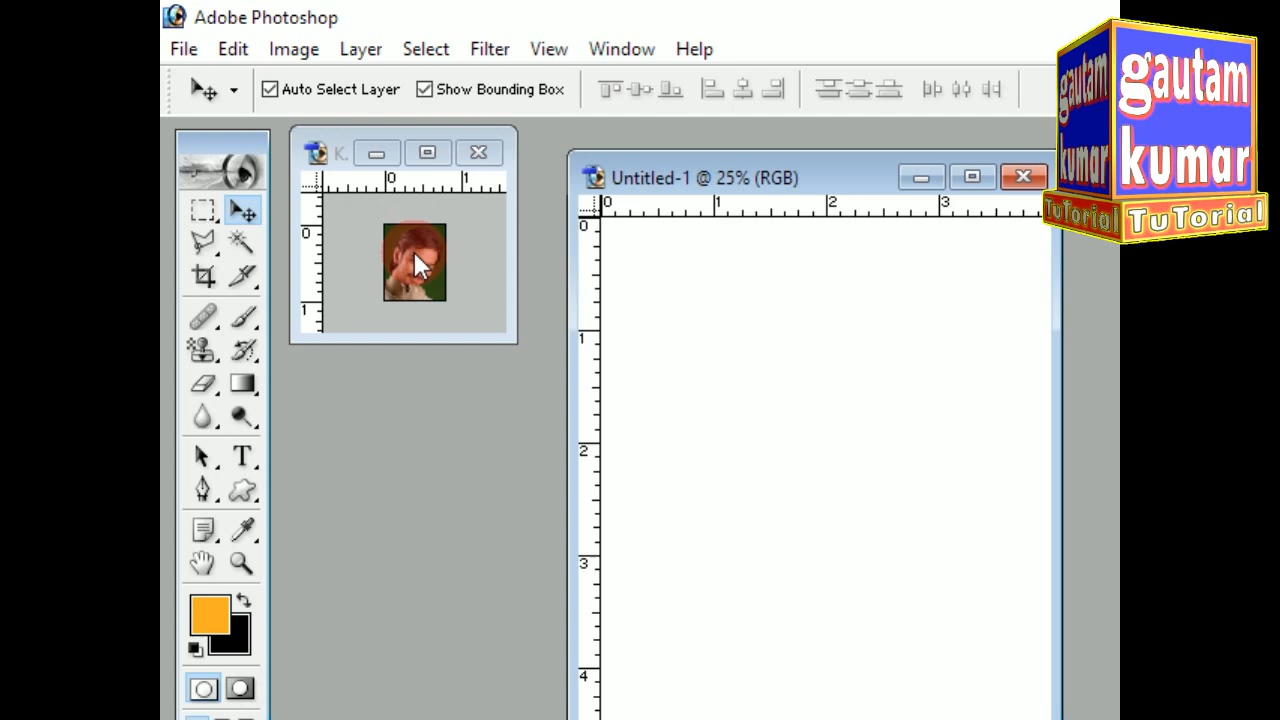 Adobe Photoshop
File Edit Image Layer Select Filter View Window Help
Auto Select Layer Show Bounding Box
K.
0 1
0
1
Untitled-1 @ 25% (RGB)
0 1 2 3
0
1
2
3
4
T
gautam
kumar
TuTorial
gautam
kumar
TuTorial